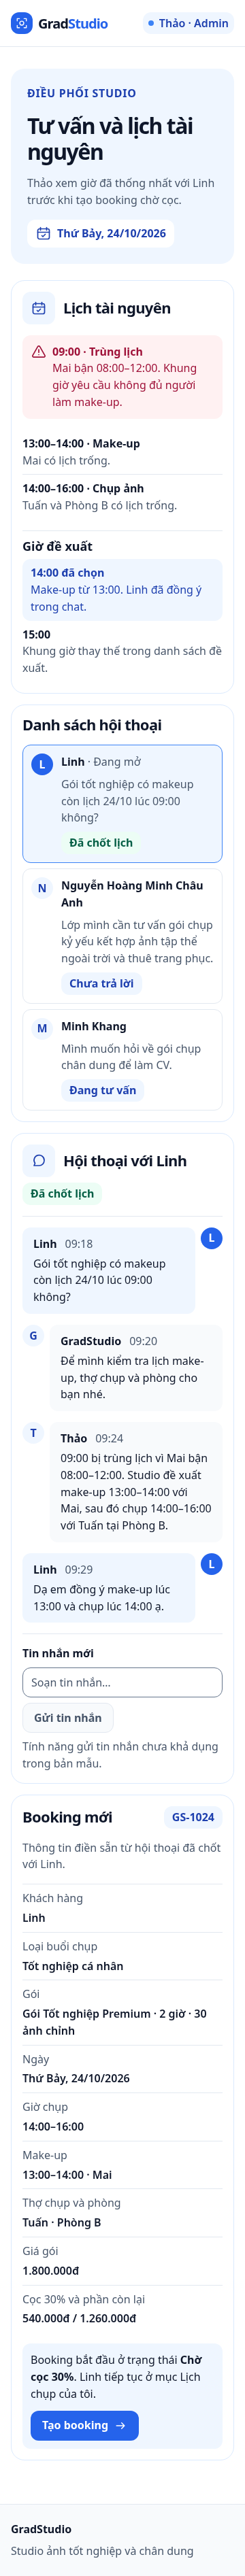 GradStudio
Thảo · Admin
ĐIỀU PHỐI STUDIO
Tư vấn và lịch tài
nguyên
Thảo xem giờ đã thống nhất với Linh
trước khi tạo booking chờ cọc.
Thứ Bảy, 24/10/2026
Lịch tài nguyên
09:00 · Trùng lịch
Mai bận 08:00–12:00. Khung
giờ yêu cầu không đủ người
làm make-up.
13:00–14:00 · Make-up
Mai có lịch trống.
14:00–16:00 · Chụp ảnh
Tuấn và Phòng B có lịch trống.
Giờ đề xuất
14:00 đã chọn
Make-up từ 13:00. Linh đã đồng ý
trong chat.
15:00
Khung giờ thay thế trong danh sách đề
xuất.
Danh sách hội thoại
L
Linh · Đang mở
Gói tốt nghiệp có makeup
còn lịch 24/10 lúc 09:00
không?
Đã chốt lịch
N
Nguyễn Hoàng Minh Châu
Anh
Lớp mình cần tư vấn gói chụp
kỷ yếu kết hợp ảnh tập thể
ngoài trời và thuê trang phục.
Chưa trả lời
M
Minh Khang
Mình muốn hỏi về gói chụp
chân dung để làm CV.
Đang tư vấn
Hội thoại với Linh
Đã chốt lịch
Linh 09:18
L
Gói tốt nghiệp có makeup
còn lịch 24/10 lúc 09:00
không?
G
GradStudio 09:20
Để mình kiểm tra lịch make-
up, thợ chụp và phòng cho
bạn nhé.
T
Thảo 09:24
09:00 bị trùng lịch vì Mai bận
08:00–12:00. Studio đề xuất
make-up 13:00–14:00 với
Mai, sau đó chụp 14:00–16:00
với Tuấn tại Phòng B.
Linh 09:29
L
Dạ em đồng ý make-up lúc
13:00 và chụp lúc 14:00 ạ.
Tin nhắn mới
Soạn tin nhắn...
Gửi tin nhắn
Tính năng gửi tin nhắn chưa khả dụng
trong bản mẫu.
Booking mới
GS-1024
Thông tin điền sẵn từ hội thoại đã chốt
với Linh.
Khách hàng
Linh
Loại buổi chụp
Tốt nghiệp cá nhân
Gói
Gói Tốt nghiệp Premium · 2 giờ · 30
ảnh chỉnh
Ngày
Thứ Bảy, 24/10/2026
Giờ chụp
14:00–16:00
Make-up
13:00–14:00 · Mai
Thợ chụp và phòng
Tuấn · Phòng B
Giá gói
1.800.000đ
Cọc 30% và phần còn lại
540.000đ / 1.260.000đ
Booking bắt đầu ở trạng thái Chờ
cọc 30%. Linh tiếp tục ở mục Lịch
chụp của tôi.
Tạo booking →
GradStudio
Studio ảnh tốt nghiệp và chân dung